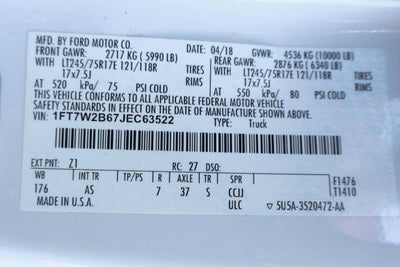 BY FORD MOTOR CO. 04/18 GVWR: 4536 KG (10000 LB)
FRONT GAWR: 2717 KG (5990 LB) REAR GAWR: 2876 KG (6340 LB)
LT245/75R17E 121/118R TIRES LT245/75R17E 121/118R TIRES
17x7.5J RIMS 17x7.5J RIMS
AT 520 kPa/ 75 PSI COLD AT 550 kPa/ 80 PSI COLD
THIS VEHICLE CONFORMS TO ALL APPLICABLE FEDERAL MOTOR VEHICLE
SAFETY STANDARDS IN EFFECT ON THE DATE OF MANUFACTURE SHOWN ABOVE.
VIN: 1FT7W2B67JEC63522 TYPE: Truck
EXT PNT: Z1 RC: 27 DSO: F1476
WB INT TR TP/PS R AXLE TR SPR T1410
176 AS 7 37 S CCJJ
MADE IN U.S.A. ULC ▽ 5U5A-3520472-AA